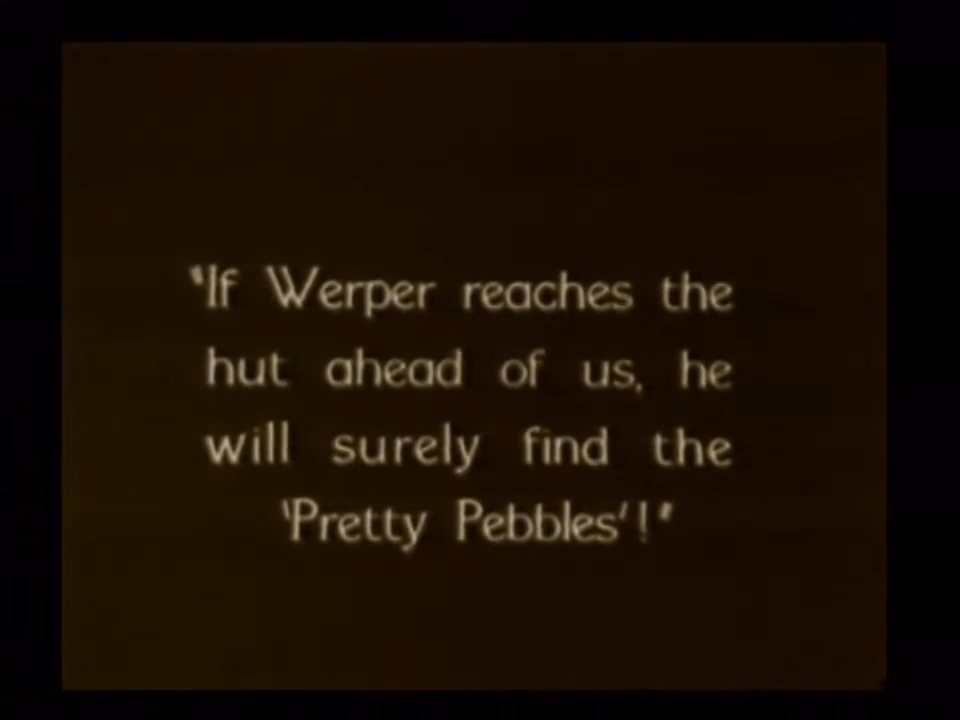 "If Werper reaches the
hut ahead of us, he
will surely find the
'Pretty Pebbles'!"